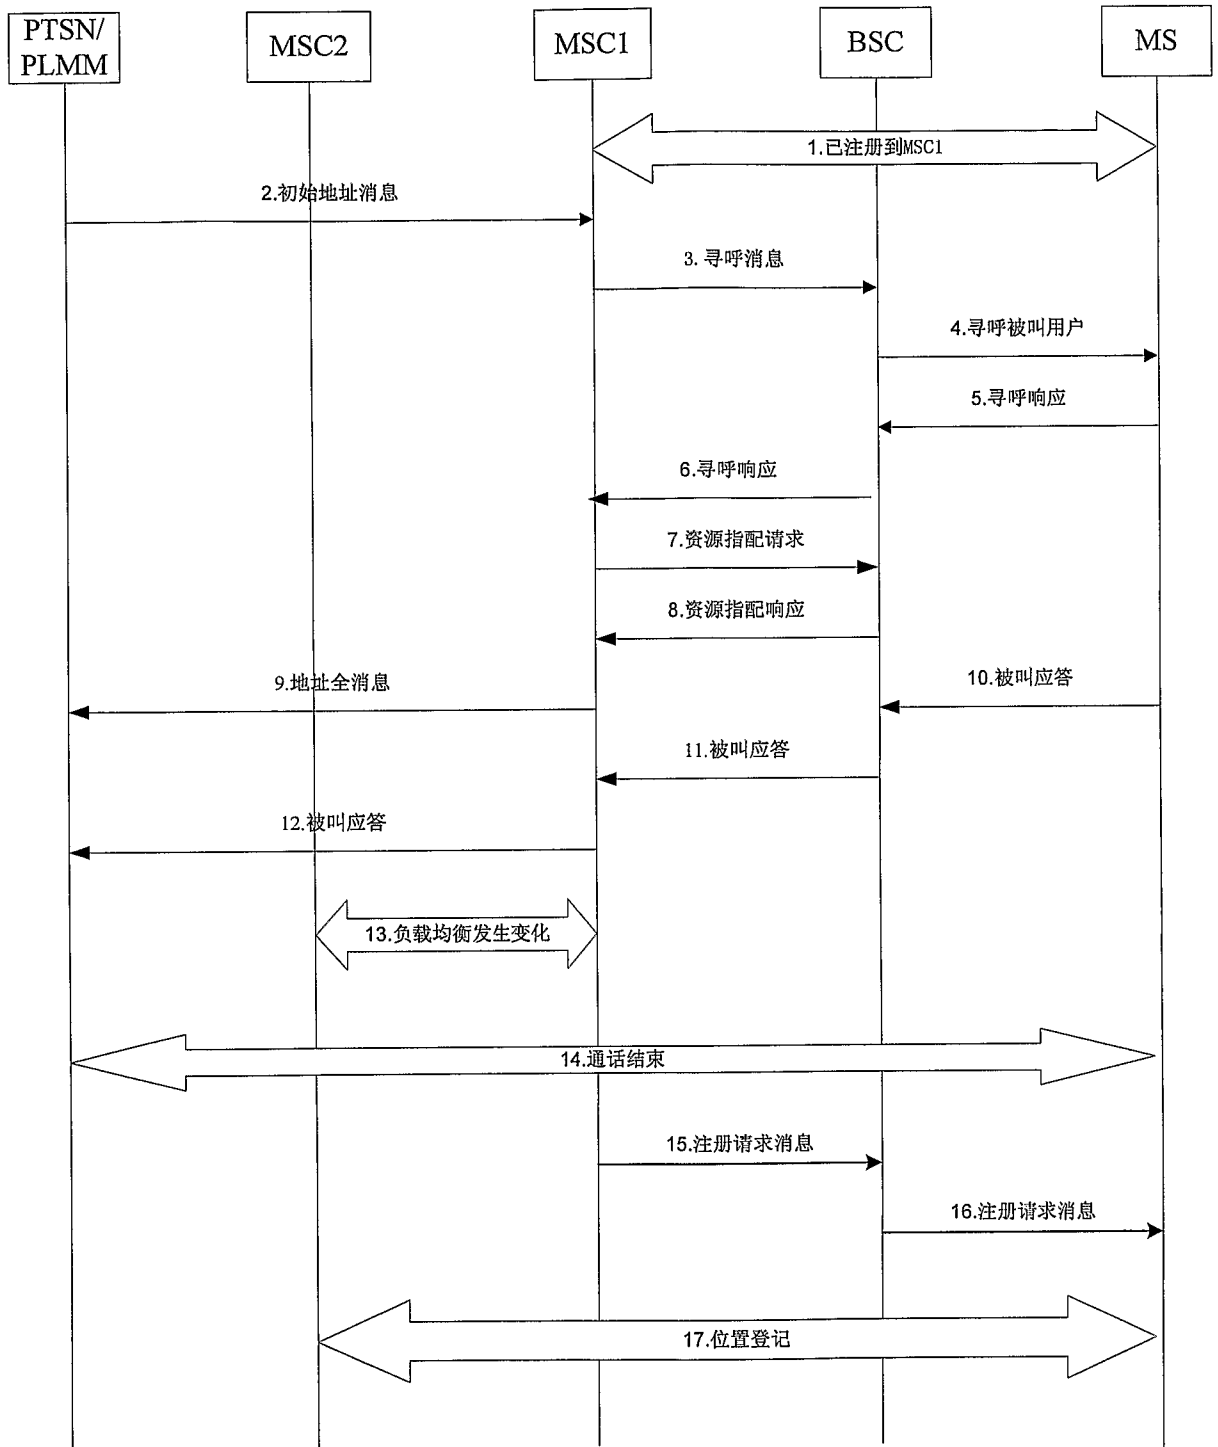 PTSN/
PLMM
MSC2
MSC1
BSC
MS
1.已注册到MSC1
2.初始地址消息
3.寻呼消息
4.寻呼被叫用户
5.寻呼响应
6.寻呼响应
7.资源指配请求
8.资源指配响应
9.地址全消息
10.被叫应答
11.被叫应答
12.被叫应答
13.负载均衡发生变化
14.通话结束
15.注册请求消息
16.注册请求消息
17.位置登记